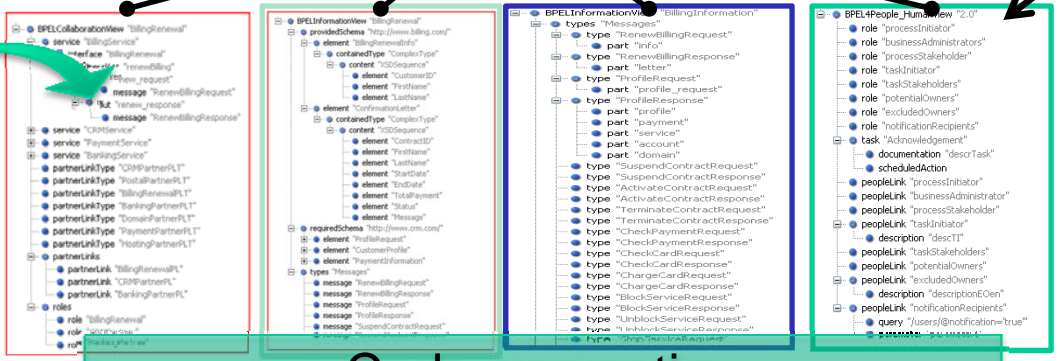 BPELCollaborationView "BillingRenewal"
service "BillingService"
interface "BillingRenewal"
"renewBilling"
message "RenewBillingRequest"
"renew_response"
message "RenewBillingResponse"
service "CRMService"
service "PaymentService"
service "BankingService"
partnerLinkType "CRMPartnerPLT"
partnerLinkType "PostalPartnerPLT"
partnerLinkType "BillingRenewalPLT"
partnerLinkType "BankingPartnerPLT"
partnerLinkType "DomainPartnerPLT"
partnerLinkType "PaymentPartnerPLT"
partnerLinkType "HostingPartnerPLT"
partnerLinks
partnerLink "BillingRenewalPL"
partnerLink "CRMPartnerPL"
partnerLink "BankingPartnerPL"
roles
role "BillingRenewal"
BPELInformationView "BillingRenewal"
providedSchema "http://www.billing.com/"
element "BillingRenewalInfo"
containedType "ComplexType"
content "XSDSequence"
element "CustomerID"
element "FirstName"
element "LastName"
element "ConfirmationLetter"
containedType "ComplexType"
content "XSDSequence"
element "ContractID"
element "FirstName"
element "LastName"
element "StartDate"
element "EndDate"
element "TotalPayment"
element "Status"
element "Message"
requiredSchema "http://www.crm.com/"
element "ProfileRequest"
element "CustomerProfile"
element "PaymentInformation"
types "Messages"
message "RenewBillingRequest"
message "RenewBillingResponse"
message "ProfileRequest"
message "ProfileResponse"
message "SuspendContractRequest"
BPELInformationView "BillingInformation"
types "Messages"
type "RenewBillingRequest"
part "info"
type "RenewBillingResponse"
part "letter"
type "ProfileRequest"
part "profile_request"
type "ProfileResponse"
part "profile"
part "payment"
part "service"
part "account"
part "domain"
type "SuspendContractRequest"
type "SuspendContractResponse"
type "ActivateContractRequest"
type "ActivateContractResponse"
type "TerminateContractRequest"
type "TerminateContractResponse"
type "CheckPaymentRequest"
type "CheckPaymentResponse"
type "CheckCardRequest"
type "CheckCardResponse"
type "ChargeCardRequest"
type "ChargeCardResponse"
type "BlockServiceRequest"
type "BlockServiceResponse"
type "UnblockServiceRequest"
type "UnblockServiceResponse"
type "StopServiceRequest"
BPEL4People_HumanView "2.0"
role "processInitiator"
role "businessAdministrators"
role "processStakeholder"
role "taskInitiator"
role "taskStakeholders"
role "potentialOwners"
role "excludedOwners"
role "notificationRecipients"
task "Acknowledgement"
documentation "descrTask"
scheduledAction
peopleLink "processInitiator"
peopleLink "businessAdministrator"
peopleLink "processStakeholder"
peopleLink "taskInitiator"
description "descTI"
peopleLink "taskStakeholders"
peopleLink "potentialOwners"
peopleLink "excludedOwners"
description "descriptionEOen"
peopleLink "notificationRecipients"
query "/users/@notification='true'"